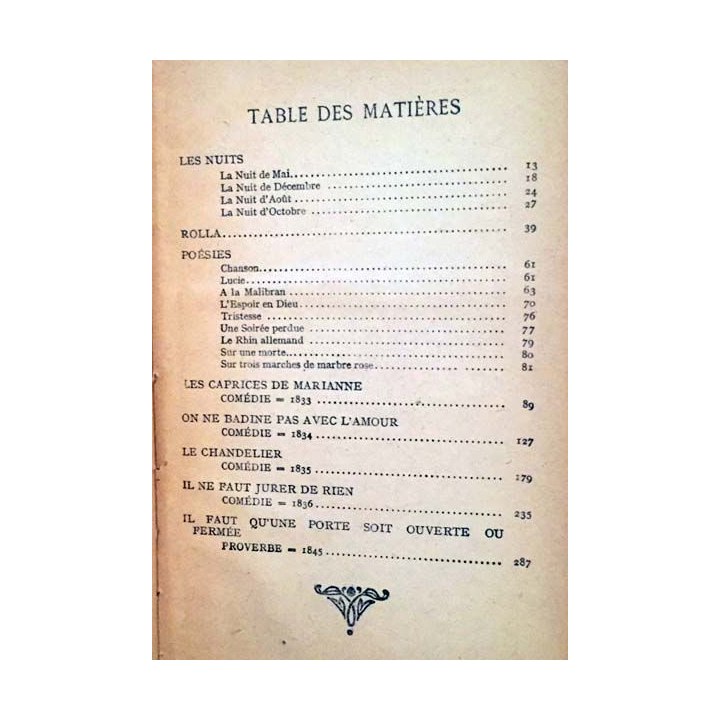 TABLE DES MATIÈRES
LES NUITS
La Nuit de Mai 13
La Nuit de Décembre 18
La Nuit d'Août 24
La Nuit d'Octobre 27
ROLLA 39
POÉSIES
Chanson 61
Lucie 61
A la Malibran 63
L'Espoir en Dieu 70
Tristesse 76
Une Soirée perdue 77
Le Rhin allemand 79
Sur une morte 80
Sur trois marches de marbre rose 81
LES CAPRICES DE MARIANNE
COMÉDIE = 1833 89
ON NE BADINE PAS AVEC L'AMOUR
COMÉDIE = 1834 127
LE CHANDELIER
COMÉDIE = 1835 179
IL NE FAUT JURER DE RIEN
COMÉDIE = 1836 235
IL FAUT QU'UNE PORTE SOIT OUVERTE OU
FERMÉE
PROVERBE = 1845 287